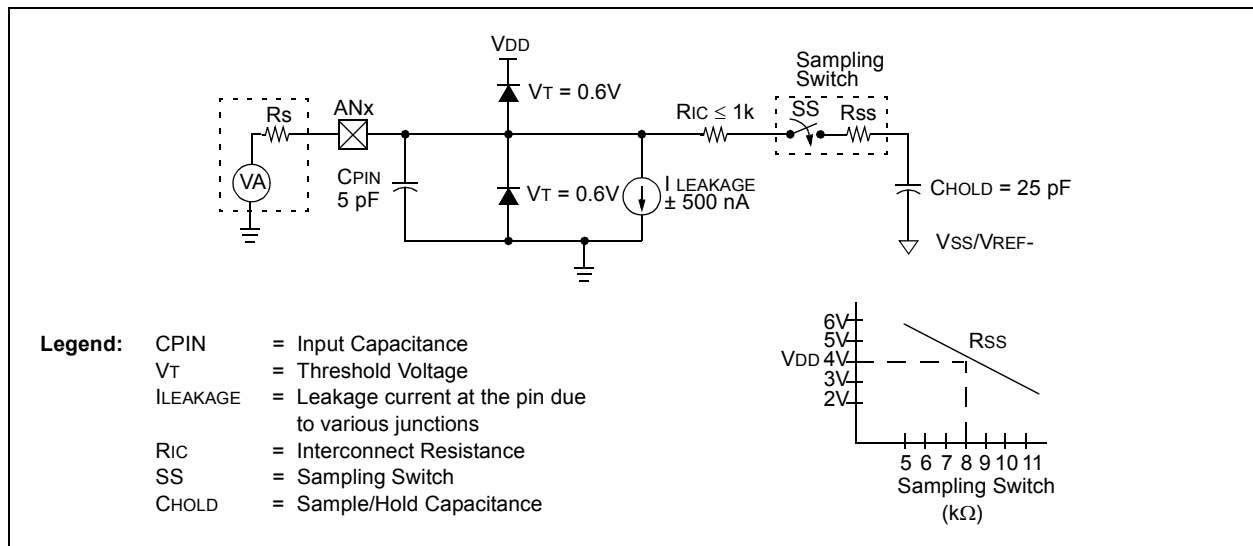 VDD
Sampling
Switch
VT = 0.6V
RIC ≤ 1k
SS
RSS
Rs
ANx
VA
CPIN
5 pF
VT = 0.6V
I LEAKAGE
± 500 nA
CHOLD = 25 pF
VSS/VREF-
Legend: CPIN = Input Capacitance
VT = Threshold Voltage
ILEAKAGE = Leakage current at the pin due
to various junctions
RIC = Interconnect Resistance
SS = Sampling Switch
CHOLD = Sample/Hold Capacitance
6V
5V
VDD 4V
3V
2V
RSS
5 6 7 8 9 10 11
Sampling Switch
(kΩ)